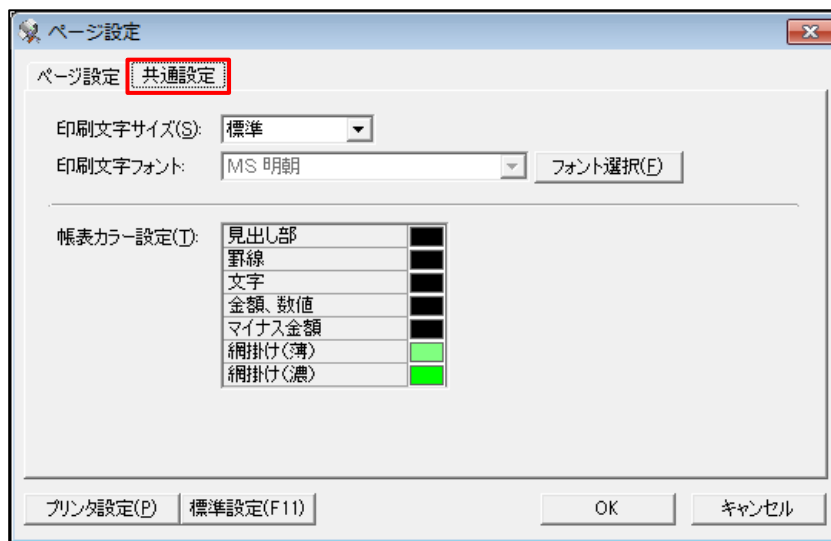 ページ設定
ページ設定 共通設定
印刷文字サイズ(S): 標準
印刷文字フォント: MS 明朝 フォント選択(F)
帳表カラー設定(T): 見出し部
罫線
文字
金額、数値
マイナス金額
網掛け(薄)
網掛け(濃)
プリンタ設定(P) 標準設定(F11) OK キャンセル